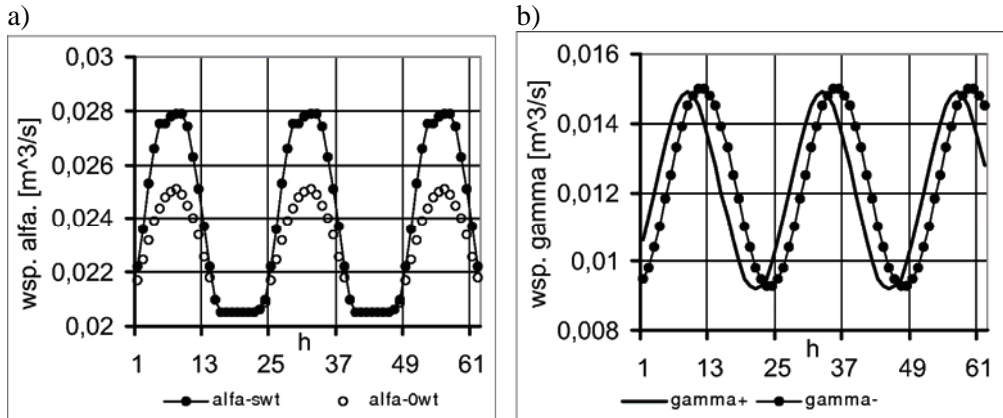 a)
0,03
0,028
0,026
0,024
0,022
0,02
wsp. alfa. [m^3/s]
h
1 13 25 37 49 61
alfa-swt alfa-0wt
b)
0,016
0,014
0,012
0,01
0,008
wsp. gamma [m^3/s]
h
1 13 25 37 49 61
gamma+ gamma-